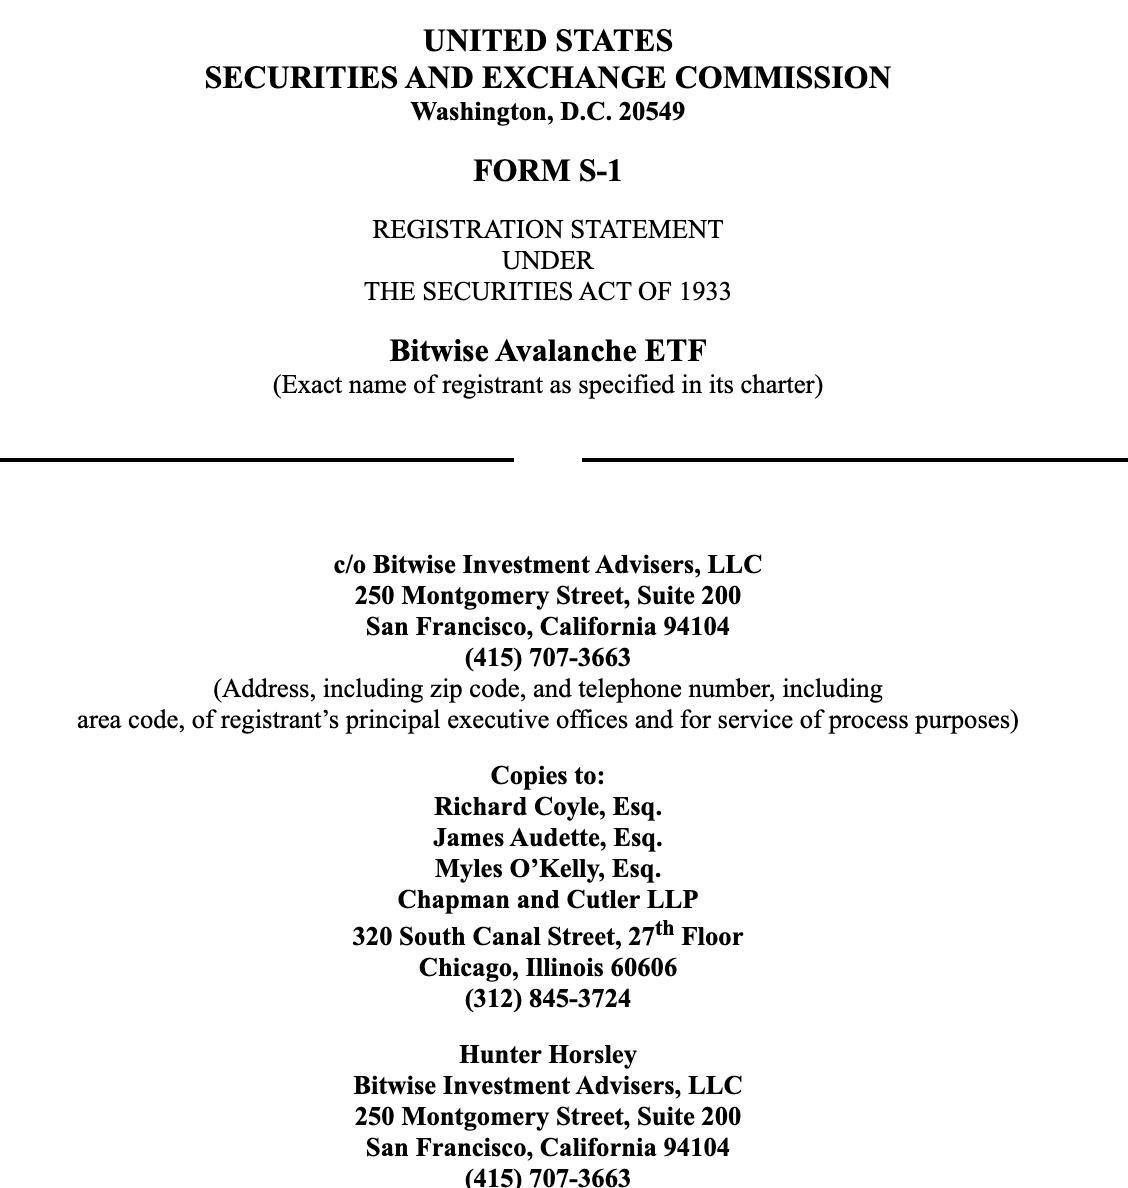 UNITED STATES
SECURITIES AND EXCHANGE COMMISSION
Washington, D.C. 20549
FORM S-1
REGISTRATION STATEMENT
UNDER
THE SECURITIES ACT OF 1933
Bitwise Avalanche ETF
(Exact name of registrant as specified in its charter)
c/o Bitwise Investment Advisers, LLC
250 Montgomery Street, Suite 200
San Francisco, California 94104
(415) 707-3663
(Address, including zip code, and telephone number, including
area code, of registrant’s principal executive offices and for service of process purposes)
Copies to:
Richard Coyle, Esq.
James Audette, Esq.
Myles O’Kelly, Esq.
Chapman and Cutler LLP
320 South Canal Street, 27th Floor
Chicago, Illinois 60606
(312) 845-3724
Hunter Horsley
Bitwise Investment Advisers, LLC
250 Montgomery Street, Suite 200
San Francisco, California 94104
(415) 707-3663